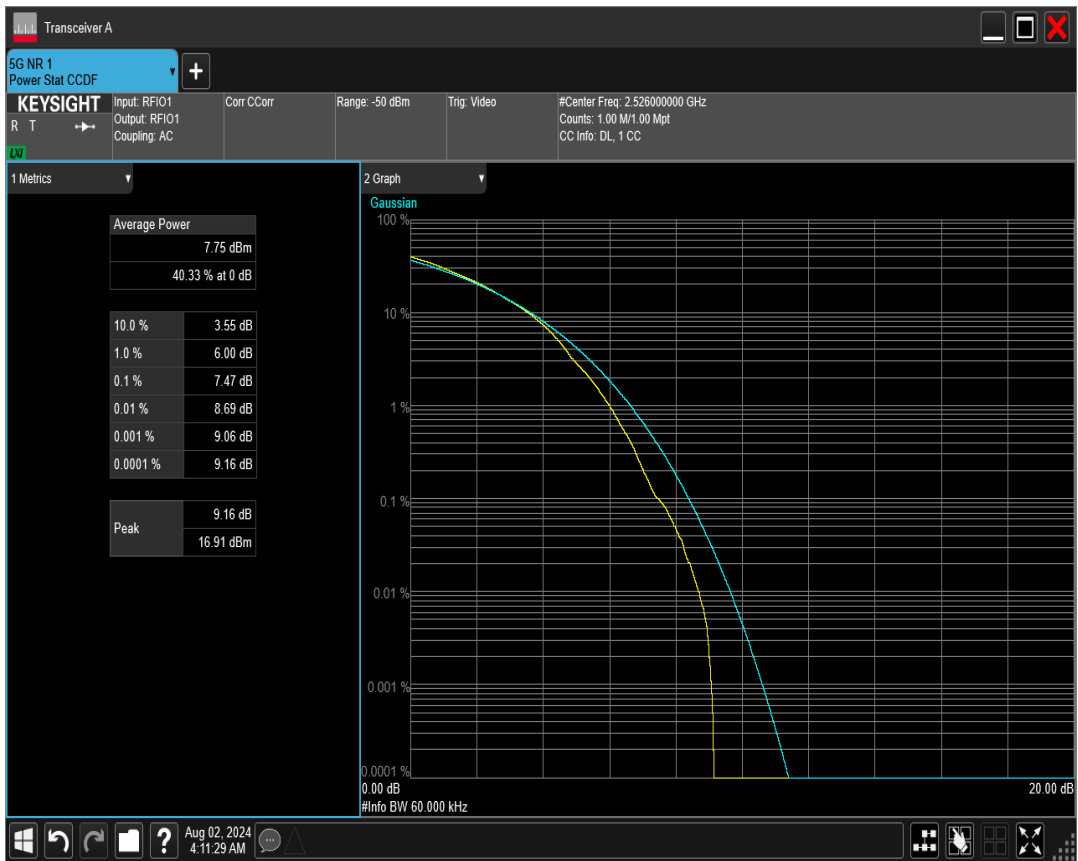 Transceiver A
5G NR 1
Power Stat CCDF
KEYSIGHT
R T
LXI
Input: RFIO1
Output: RFIO1
Coupling: AC
Corr CCorr
Range: -50 dBm
Trig: Video
#Center Freq: 2.526000000 GHz
Counts: 1.00 M/1.00 Mpt
CC Info: DL, 1 CC
1 Metrics
Average Power
7.75 dBm
40.33 % at 0 dB
10.0 % 3.55 dB
1.0 % 6.00 dB
0.1 % 7.47 dB
0.01 % 8.69 dB
0.001 % 9.06 dB
0.0001 % 9.16 dB
Peak
9.16 dB
16.91 dBm
2 Graph
Gaussian
100 %
10 %
1 %
0.1 %
0.01 %
0.001 %
0.0001 %
0.00 dB 20.00 dB
#Info BW 60.000 kHz
Aug 02, 2024
4:11:29 AM